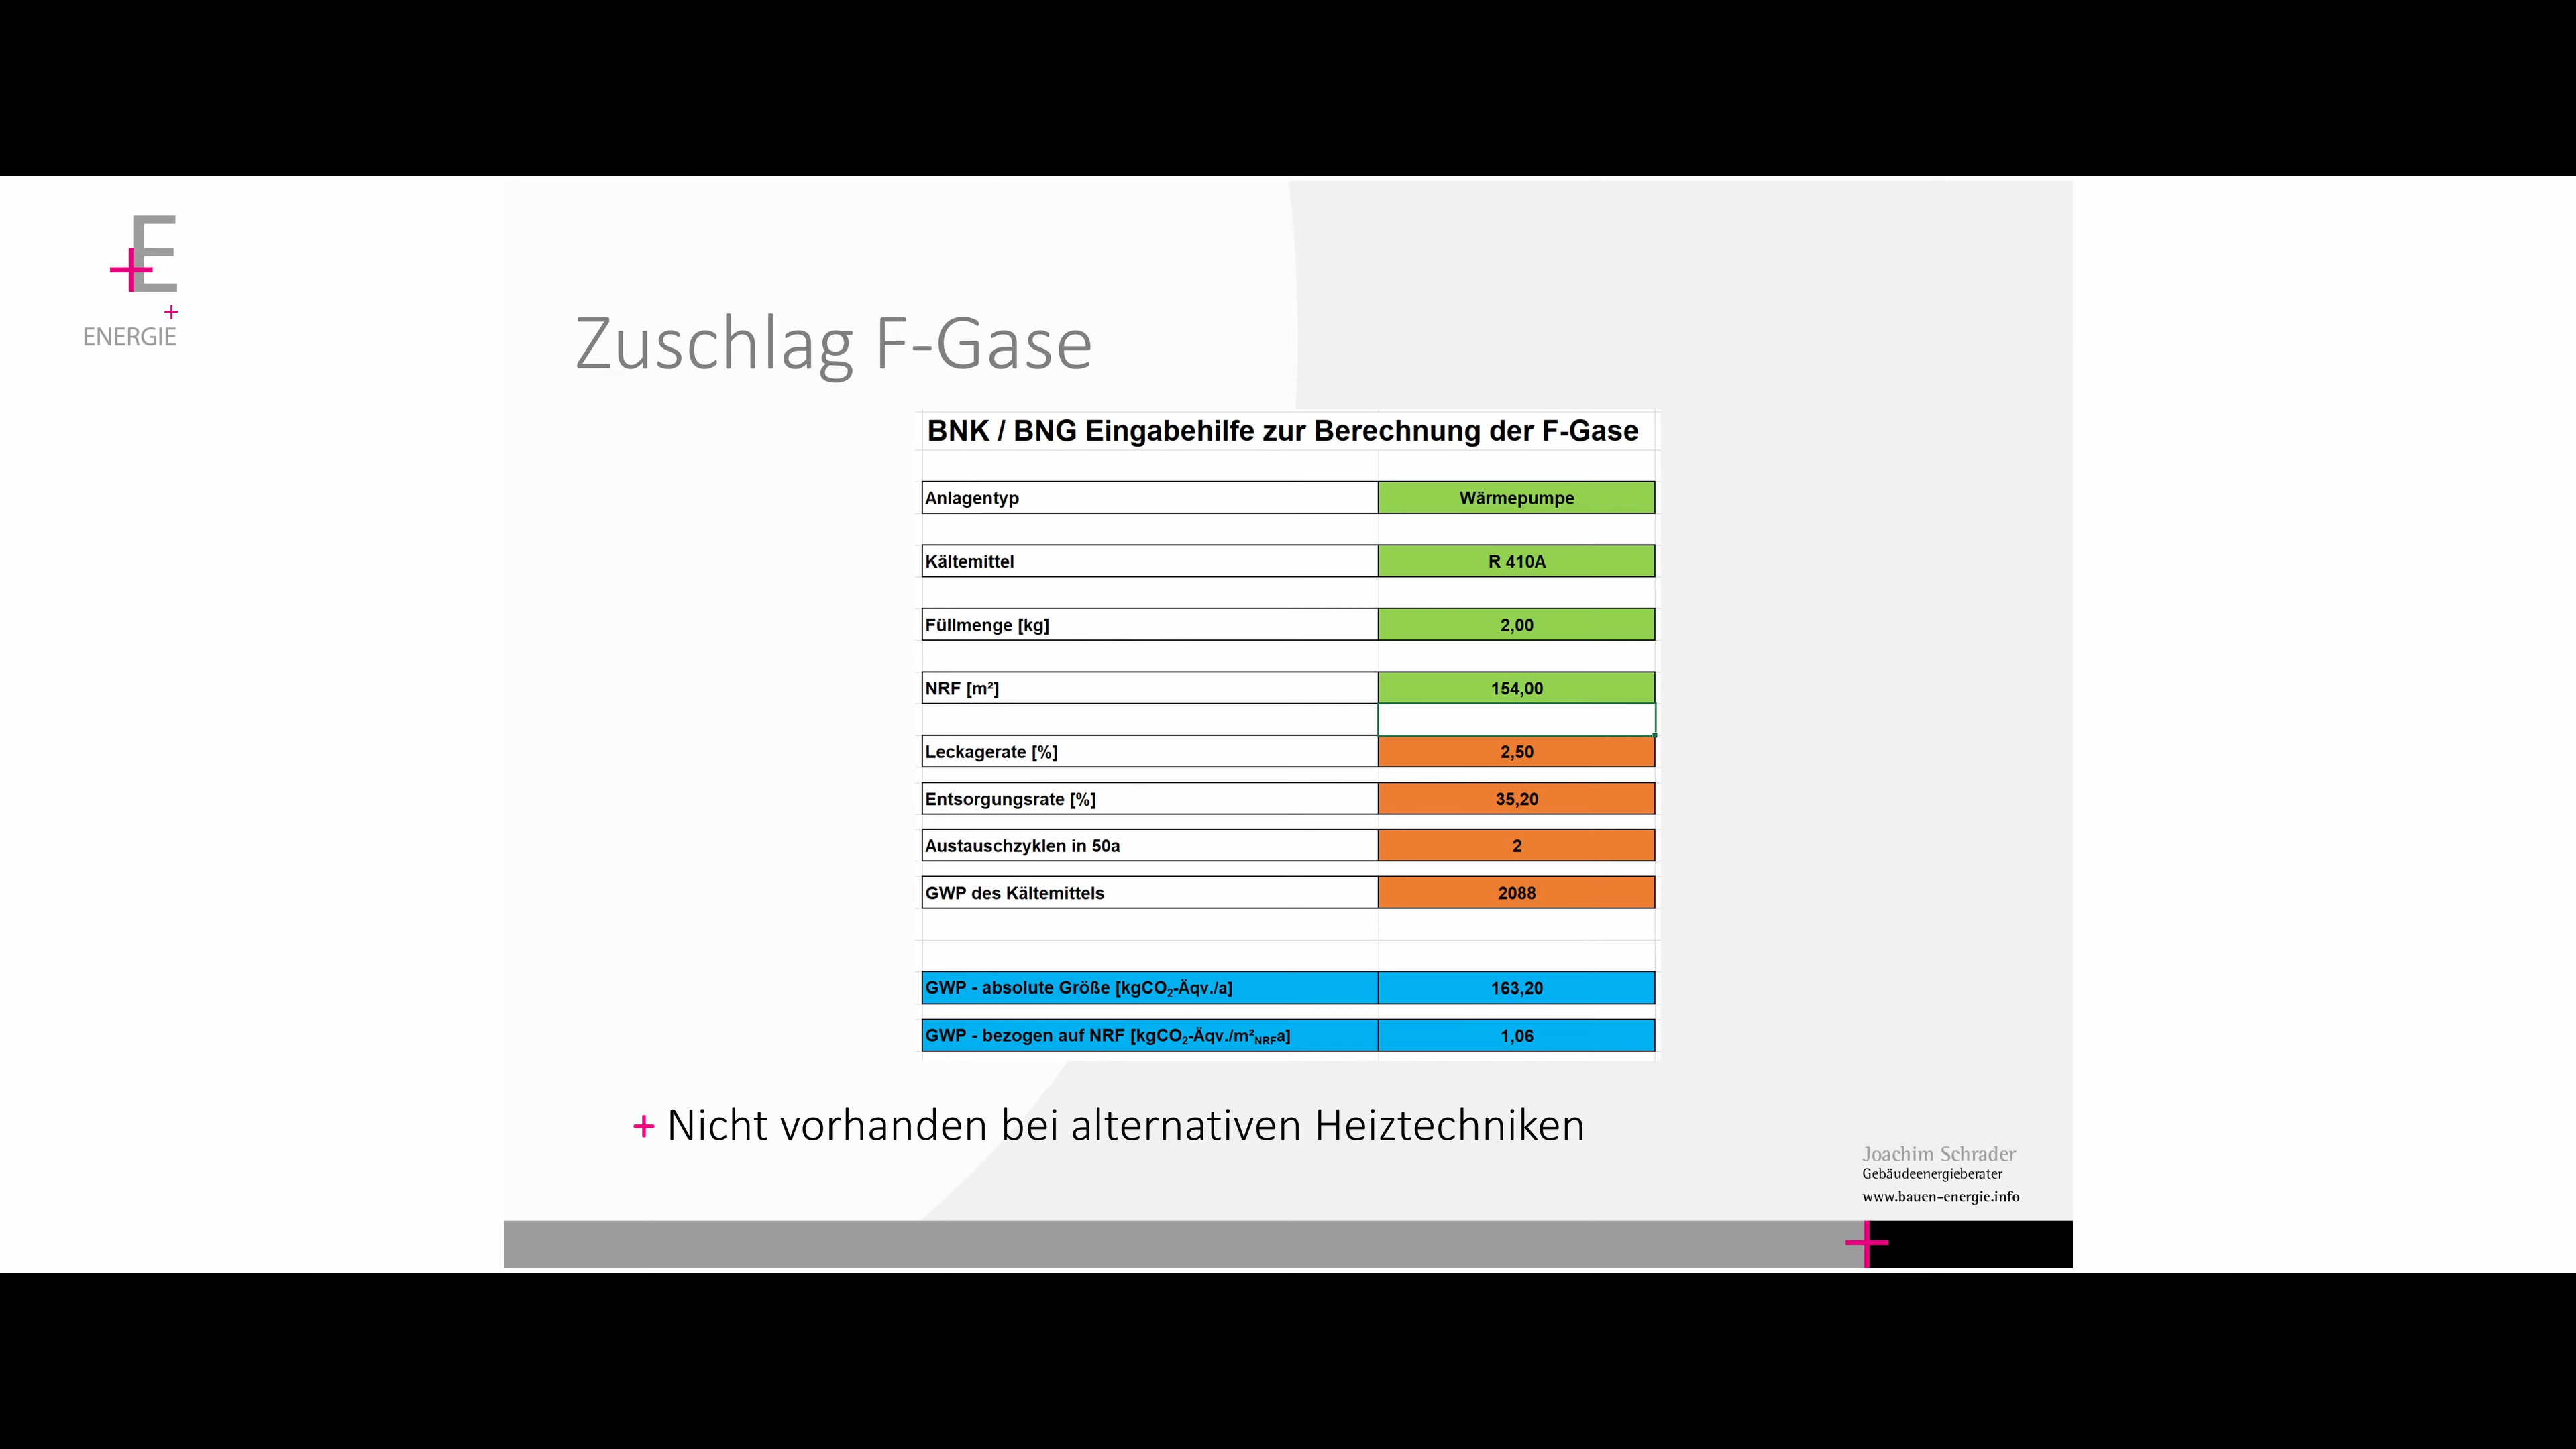 E
ENERGIE
Zuschlag F-Gase
BNK / BNG Eingabehilfe zur Berechnung der F-Gase
Anlagentyp Wärmepumpe
Kältemittel R 410A
Füllmenge [kg] 2,00
NRF [m²] 154,00
Leckagerate [%] 2,50
Entsorgungsrate [%] 35,20
Austauschzyklen in 50a 2
GWP des Kältemittels 2088
GWP - absolute Größe [kgCO₂-Äqv./a] 163,20
GWP - bezogen auf NRF [kgCO₂-Äqv./m²NRFa] 1,06
+ Nicht vorhanden bei alternativen Heiztechniken
Joachim Schrader
Gebäudeenergieberater
www.bauen-energie.info